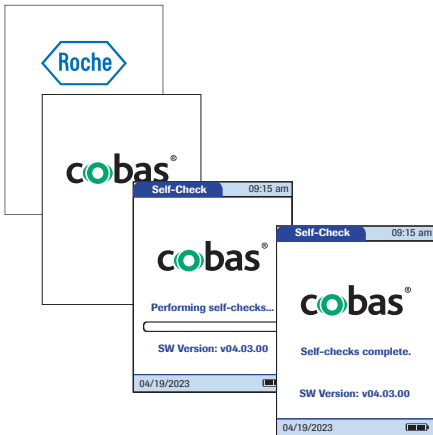 Roche
cobas®
Self-Check 09:15 am
cobas®
Performing self-checks...
SW Version: v04.03.00
04/19/2023
Self-Check 09:15 am
cobas®
Self-checks complete.
SW Version: v04.03.00
04/19/2023